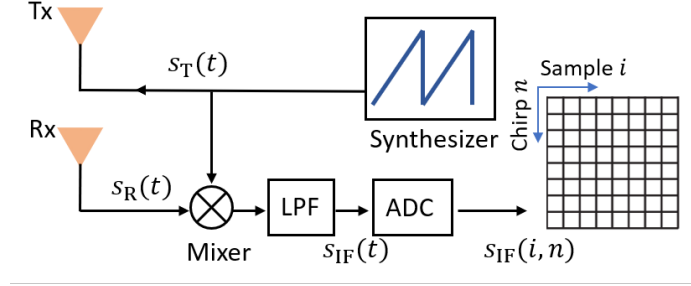 Tx
s_T(t)
Synthesizer
Sample i
Chirp n
Rx
s_R(t)
Mixer
LPF
ADC
s_IF(t)
s_IF(i, n)